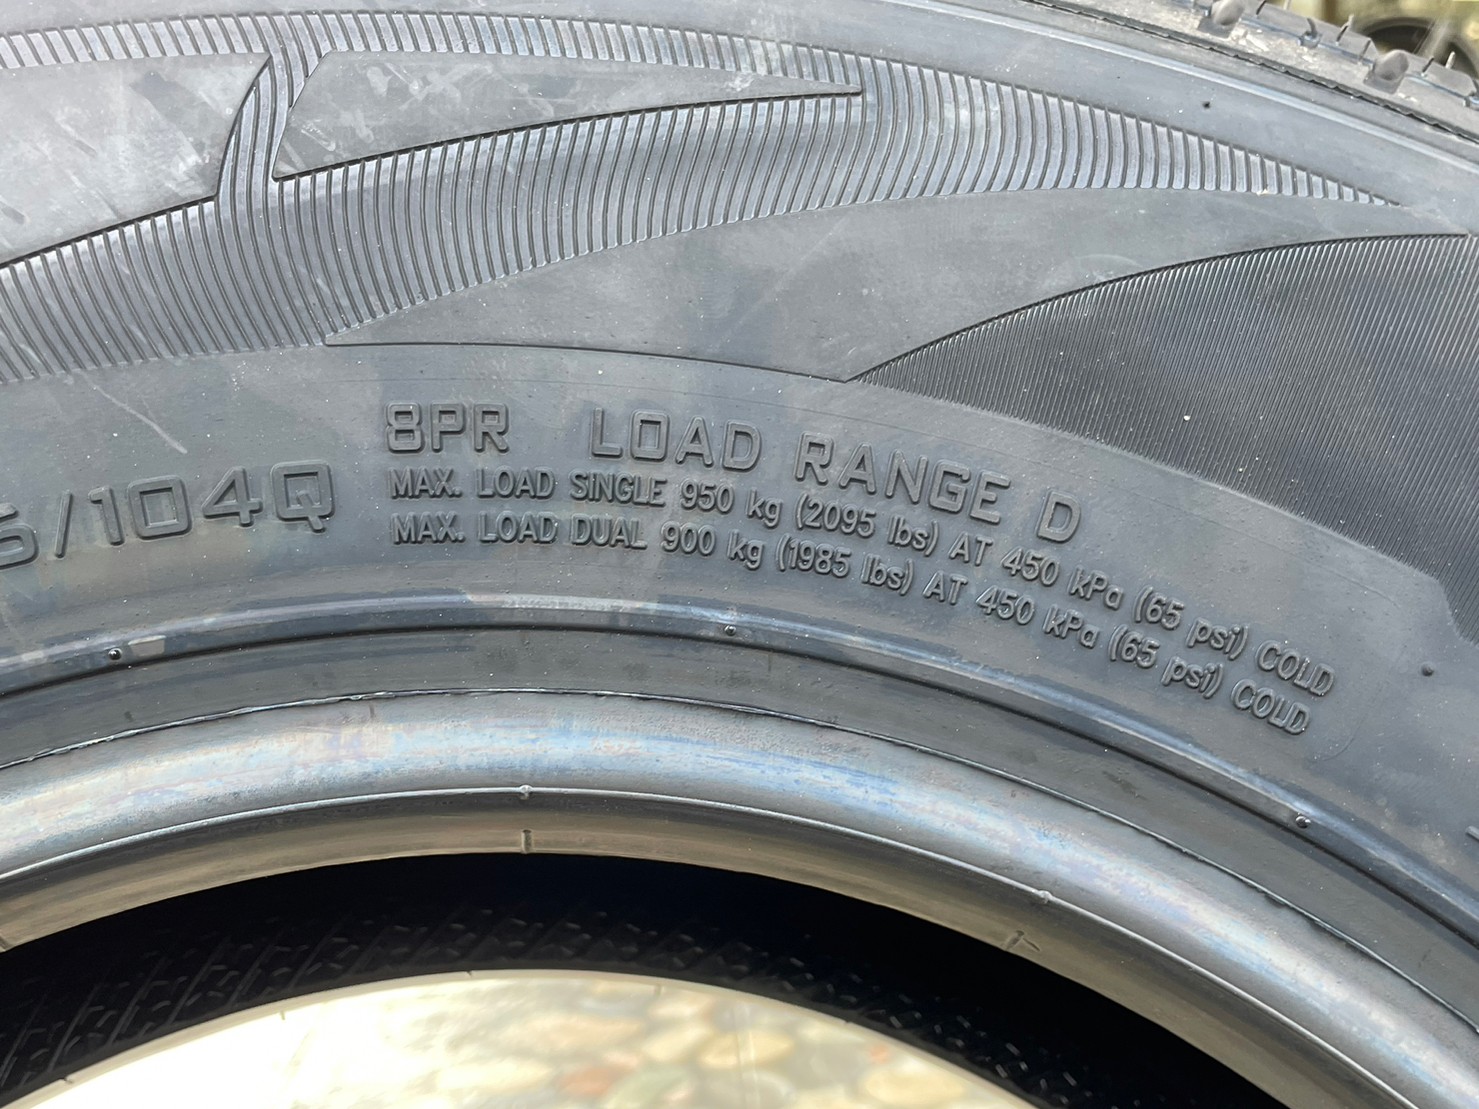 6/104Q
8PR LOAD RANGE D
MAX. LOAD SINGLE 950 kg (2095 lbs) AT 450 kPa (65 psi) COLD
MAX. LOAD DUAL 900 kg (1985 lbs) AT 450 kPa (65 psi) COLD